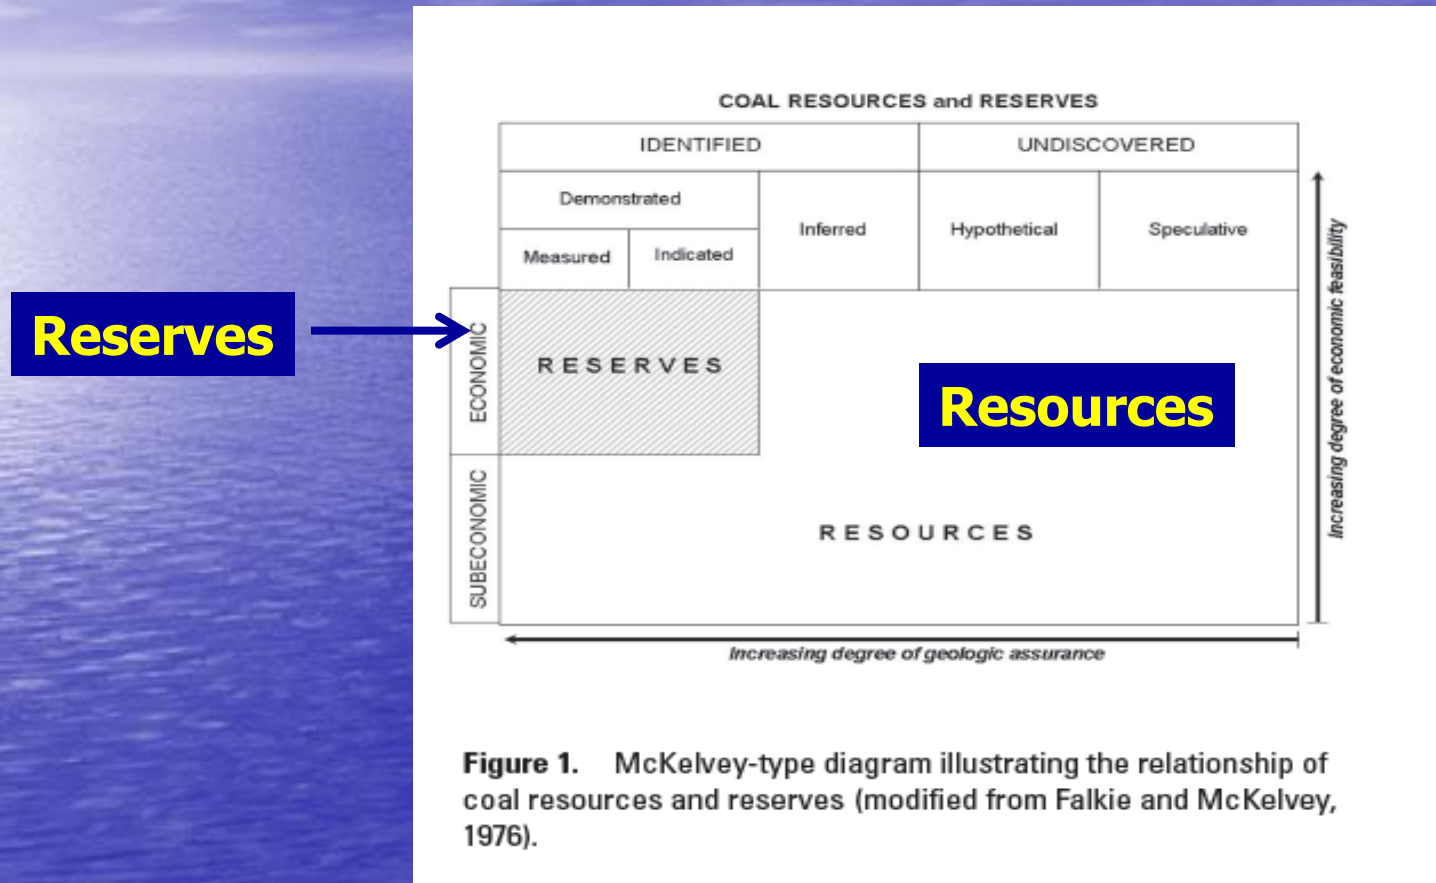 COAL RESOURCES and RESERVES
IDENTIFIED
UNDISCOVERED
Demonstrated
Inferred
Hypothetical
Speculative
Measured
Indicated
Reserves
ECONOMIC
RESERVES
Resources
SUBECONOMIC
RESOURCES
Increasing degree of economic feasibility
Increasing degree of geologic assurance
Figure 1. McKelvey-type diagram illustrating the relationship of
coal resources and reserves (modified from Falkie and McKelvey,
1976).